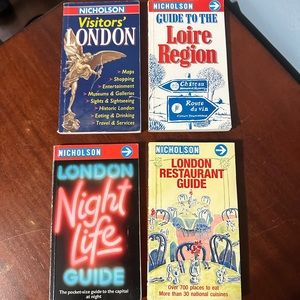 NICHOLSON
Visitors'
LONDON
> Maps
> Shopping
> Entertainment
> Museums & Galleries
> Sights & Sightseeing
> Historic London
> Eating & Drinking
> Travel & Services
NICHOLSON
GUIDE TO THE
Loire
Region
Château
Route
du vin
NICHOLSON
LONDON
Night
Life
GUIDE
The pocket-size guide to the capital
at night
NICHOLSON
LONDON
RESTAURANT
GUIDE
Over 700 places to eat
More than 30 national cuisines